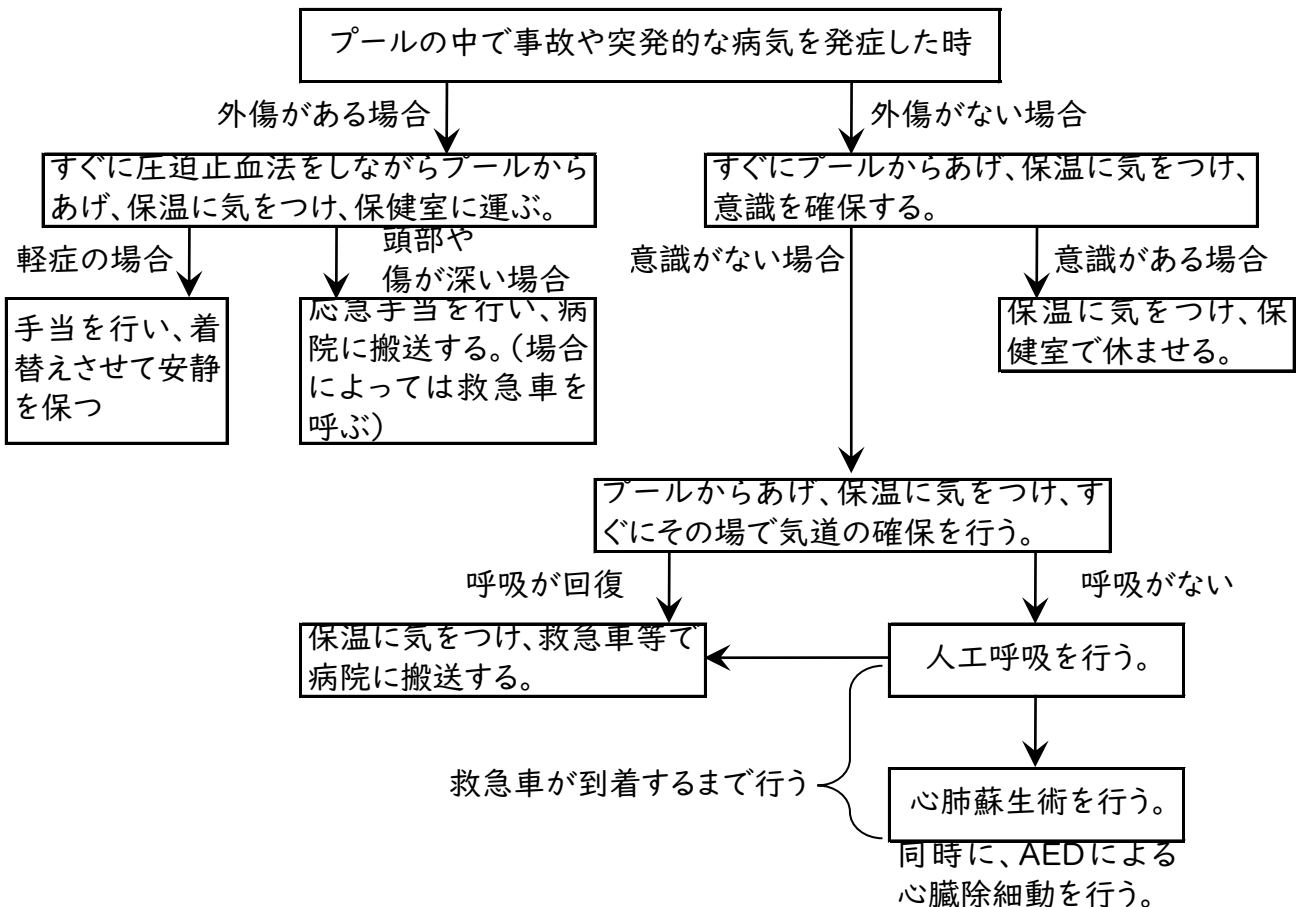 プールの中で事故や突発的な病気を発症した時
外傷がある場合
外傷がない場合
すぐに圧迫止血法をしながらプールから
あげ、保温に気をつけ、保健室に運ぶ。
すぐにプールからあげ、保温に気をつけ、
意識を確保する。
軽症の場合
頭部や
傷が深い場合
意識がない場合
意識がある場合
手当を行い、着
替えさせて安静
を保つ
応急手当を行い、病
院に搬送する。(場合
によっては救急車を
呼ぶ)
保温に気をつけ、保
健室で休ませる。
プールからあげ、保温に気をつけ、す
ぐにその場で気道の確保を行う。
呼吸が回復
呼吸がない
保温に気をつけ、救急車等で
病院に搬送する。
人工呼吸を行う。
救急車が到着するまで行う
心肺蘇生術を行う。
同時に、AEDによる
心臓除細動を行う。